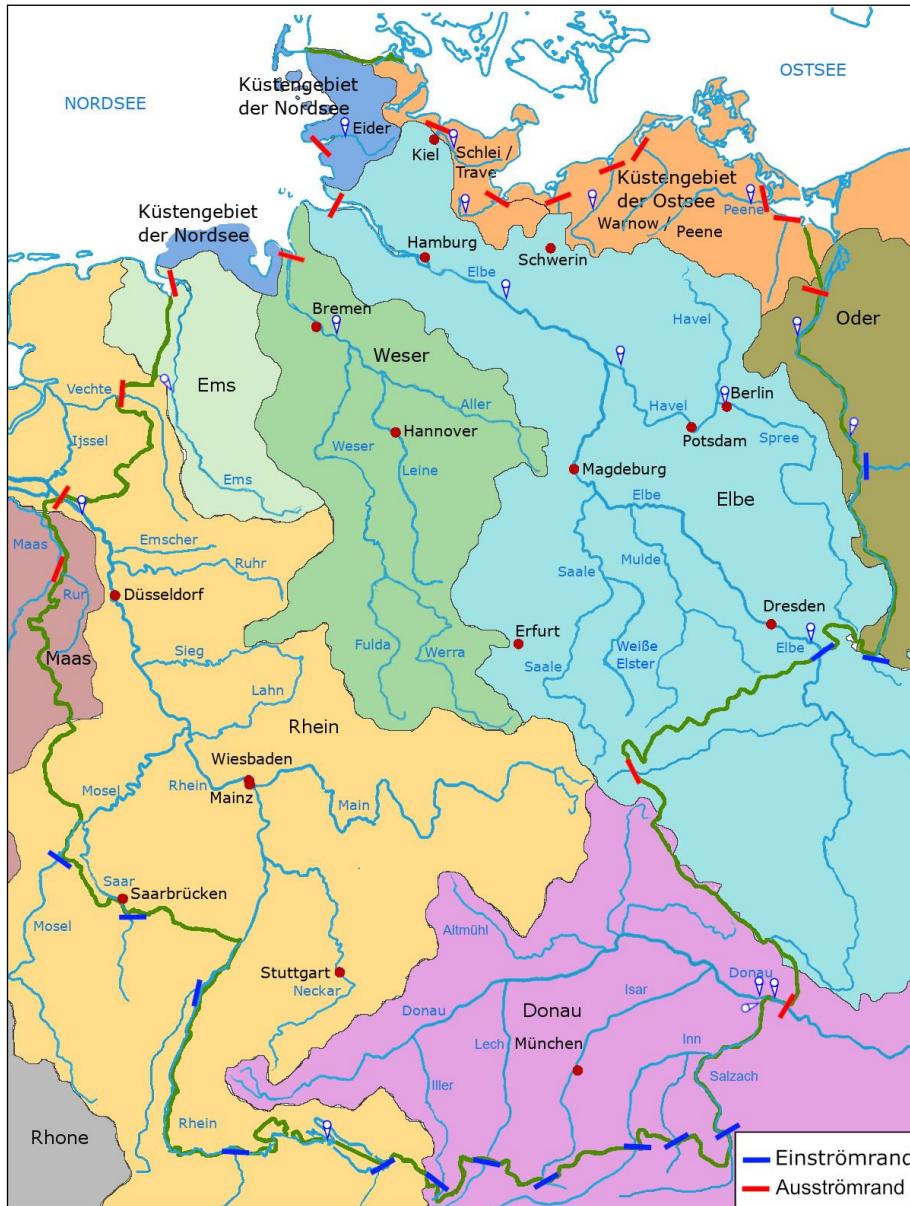 NORDSEE
OSTSEE
Küstengebiet
der Nordsee
Eider
Kiel
Schlei /
Trave
Küstengebiet
der Ostsee
Warnow /
Peene
Peene
Küstengebiet
der Nordsee
Hamburg
Schwerin
Elbe
Bremen
Havel
Oder
Weser
Ems
Vechte
Berlin
Aller
Havel
Potsdam
Spree
Ijssel
Hannover
Weser
Leine
Magdeburg
Ems
Elbe
Elbe
Maas
Emscher
Ruhr
Mulde
Saale
Rur
Düsseldorf
Dresden
Erfurt
Elbe
Sieg
Fulda
Werra
Weiße
Elster
Maas
Saale
Lahn
Rhein
Wiesbaden
Mosel
Rhein
Mainz
Main
Saar
Saarbrücken
Mosel
Altmühl
Stuttgart
Neckar
Donau
Isar
Donau
Donau
München
Lech
Inn
Iller
Salzach
Rhein
Rhone
Einströmrand
Ausströmrand